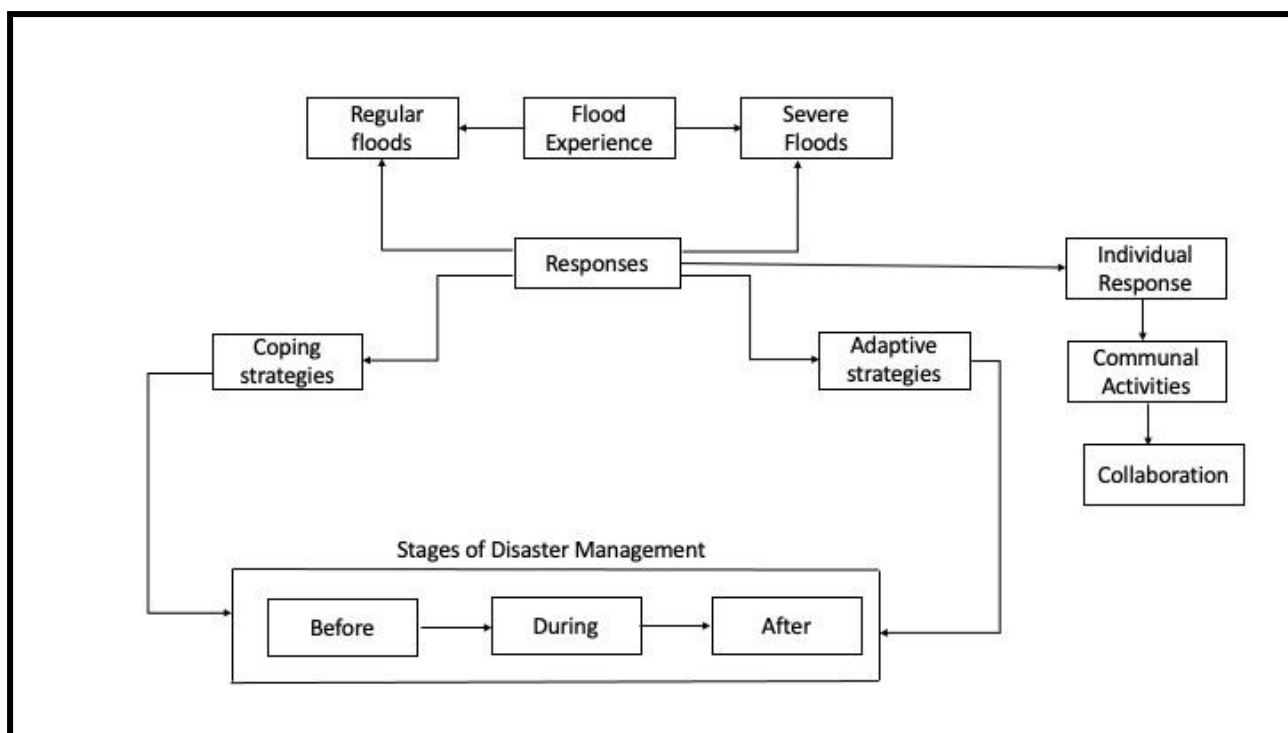 Regular
floods
Flood
Experience
Severe
Floods
Responses
Individual
Response
Coping
strategies
Adaptive
strategies
Communal
Activities
Collaboration
Stages of Disaster Management
Before
During
After